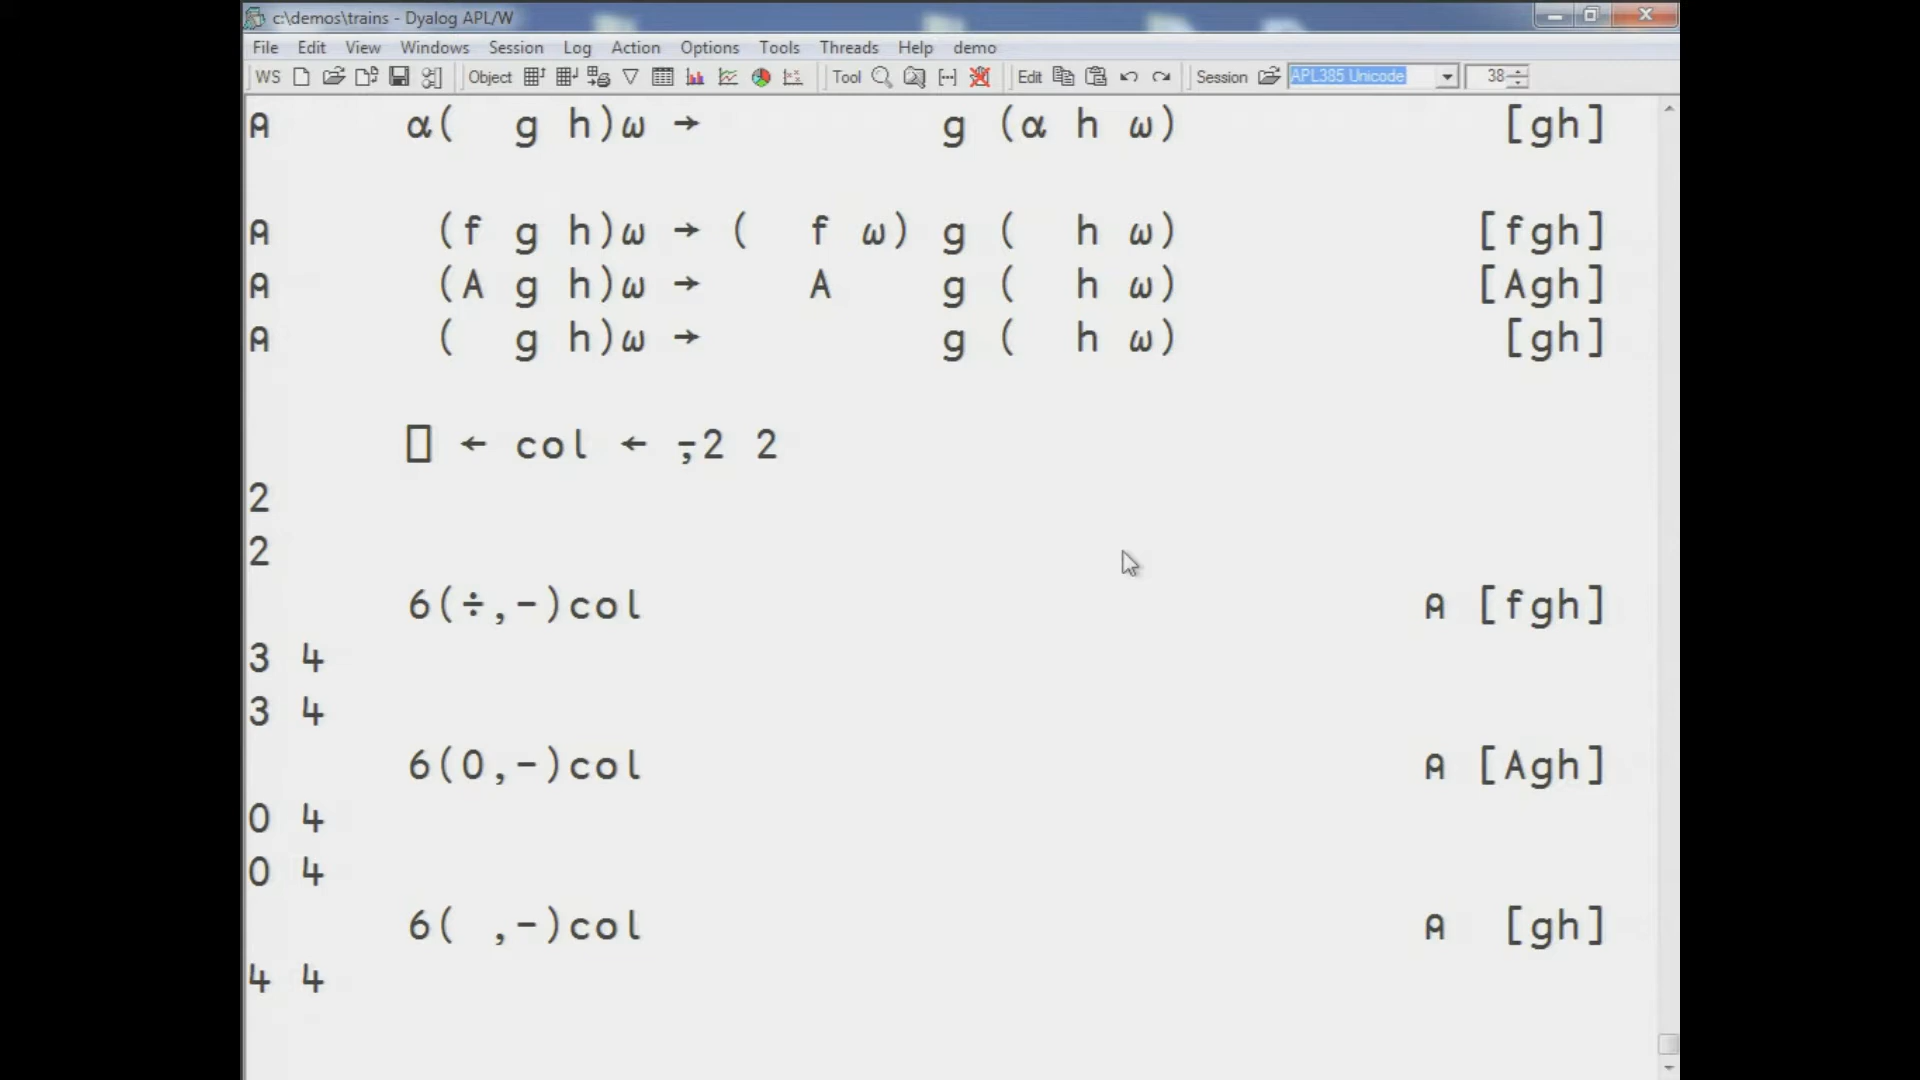 c:\demos\trains - Dyalog APL/W
File Edit View Windows Session Log Action Options Tools Threads Help demo
WS Object Tool Edit Session APL385 Unicode 38
⍝ ⍺( g h)⍵ → g (⍺ h ⍵) [gh]
⍝ (f g h)⍵ → ( f ⍵) g ( h ⍵) [fgh]
⍝ (A g h)⍵ → A g ( h ⍵) [Agh]
⍝ ( g h)⍵ → g ( h ⍵) [gh]
⎕ ← col ← ⍪2 2
2
2
6(÷,-)col ⍝ [fgh]
3 4
3 4
6(0,-)col ⍝ [Agh]
0 4
0 4
6( ,-)col ⍝ [gh]
4 4